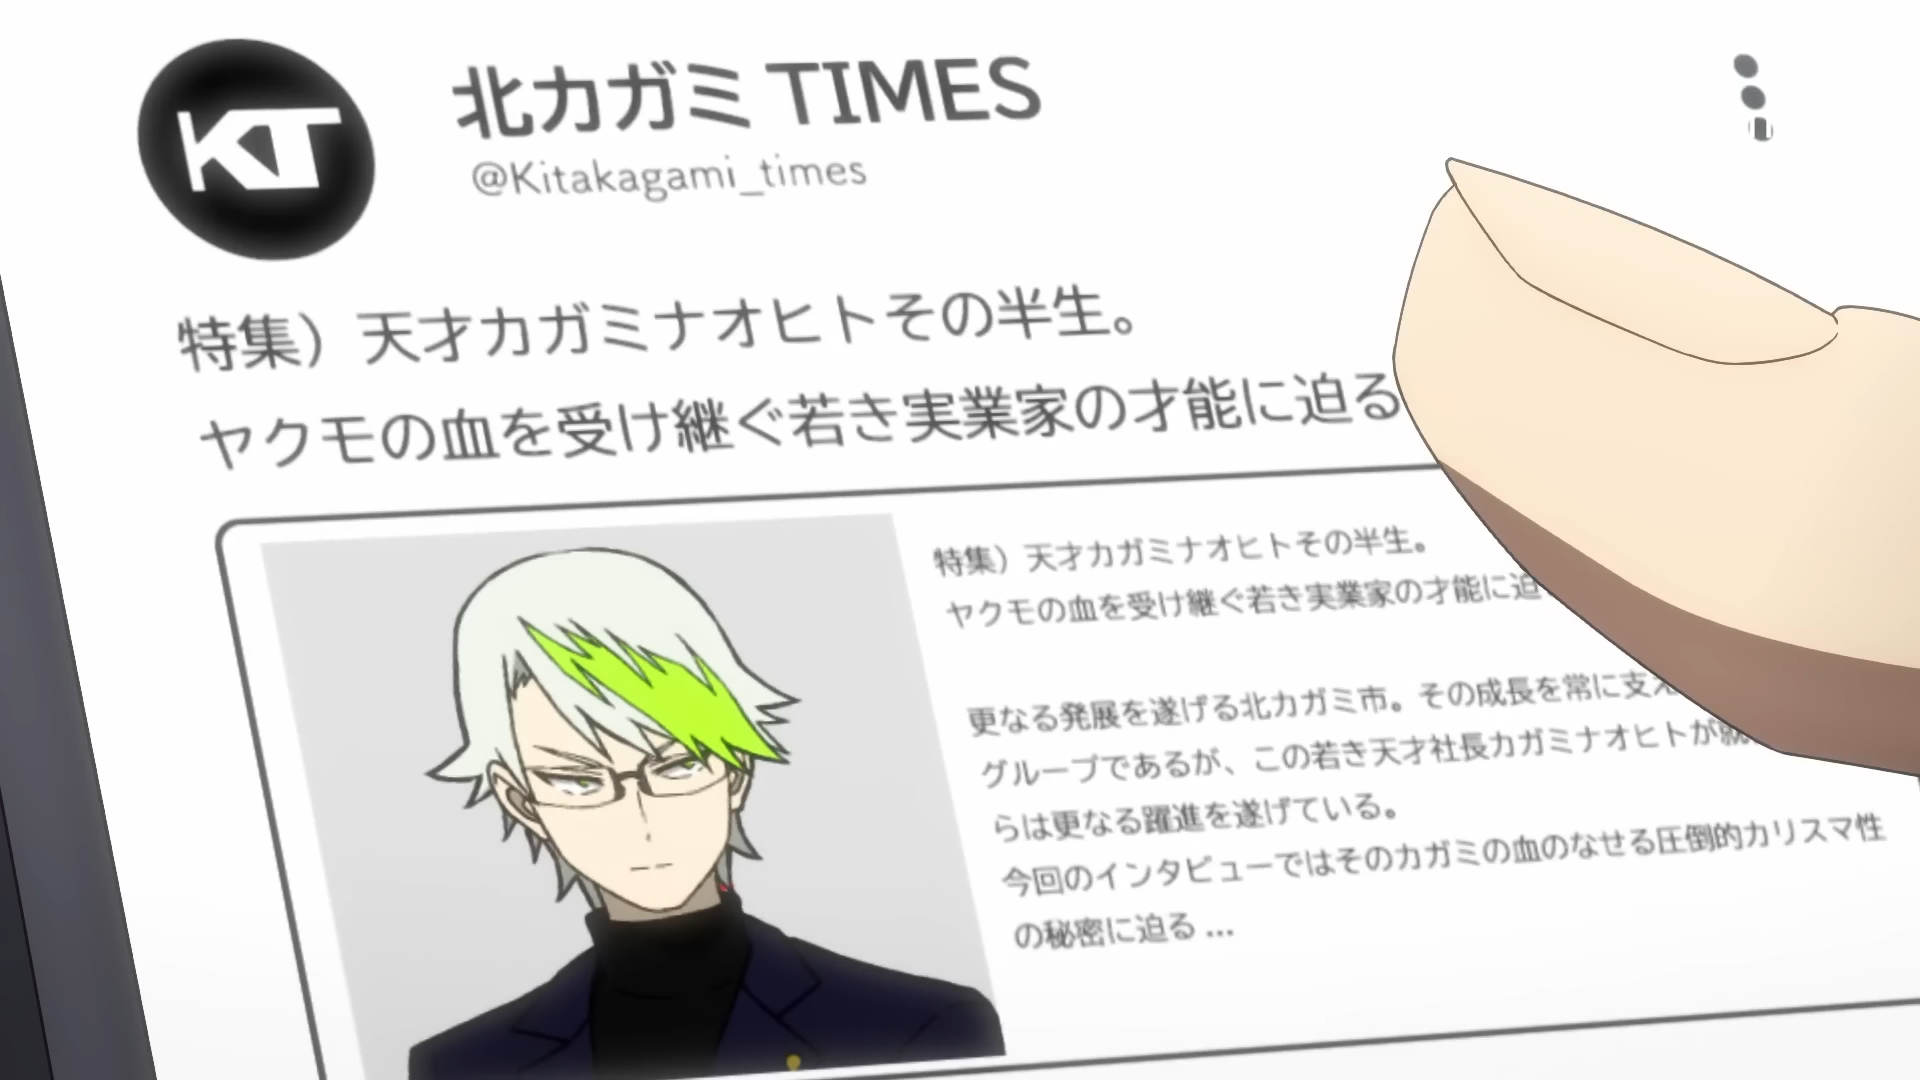 KT
北カガミ TIMES
@Kitakagami_times
特集）天才カガミナオヒトその半生。
ヤクモの血を受け継ぐ若き実業家の才能に迫る
特集）天才カガミナオヒトその半生。
ヤクモの血を受け継ぐ若き実業家の才能に迫
更なる発展を遂げる北カガミ市。その成長を常に支え
グループであるが、この若き天才社長カガミナオヒトが就
らは更なる躍進を遂げている。
今回のインタビューではそのカガミの血のなせる圧倒的カリスマ性
の秘密に迫る ...